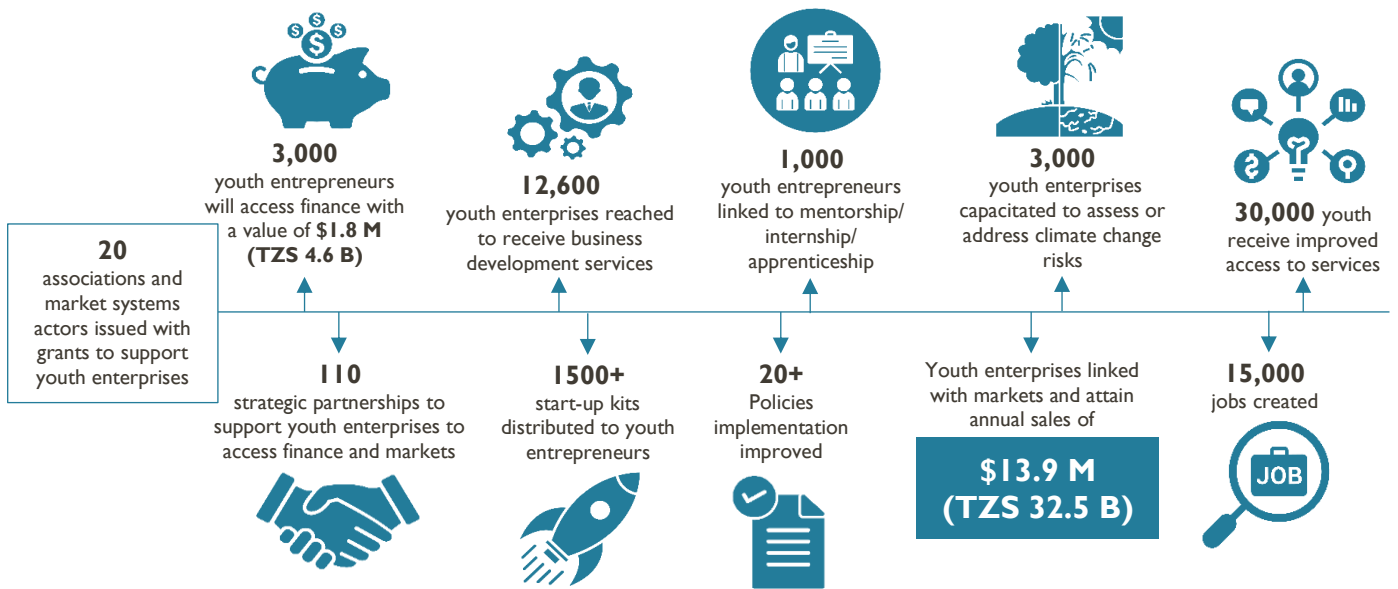 20
associations and
market systems
actors issued with
grants to support
youth enterprises
3,000
youth entrepreneurs
will access finance with
a value of $1.8 M
(TZS 4.6 B)
12,600
youth enterprises reached
to receive business
development services
1,000
youth entrepreneurs
linked to mentorship/
internship/
apprenticeship
3,000
youth enterprises
capacitated to assess or
address climate change
risks
30,000 youth
receive improved
access to services
110
strategic partnerships to
support youth enterprises to
access finance and markets
1500+
start-up kits
distributed to youth
entrepreneurs
20+
Policies
implementation
improved
Youth enterprises linked
with markets and attain
annual sales of
$13.9 M
(TZS 32.5 B)
15,000
jobs created
JOB